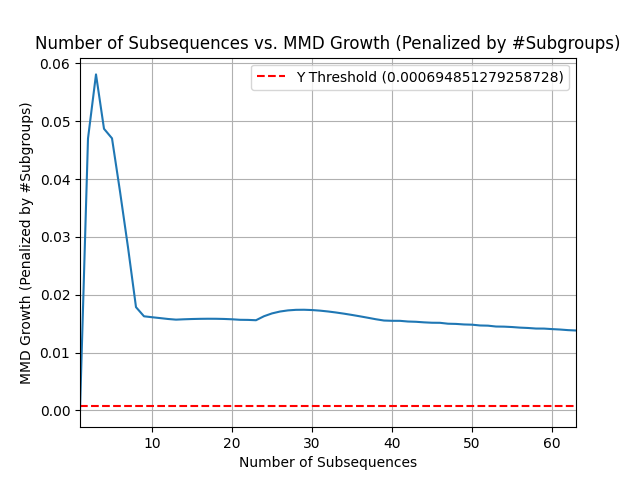 Number of Subsequences vs. MMD Growth (Penalized by #Subgroups)
Y Threshold (0.000694851279258728)
MMD Growth (Penalized by #Subgroups)
0.06
0.05
0.04
0.03
0.02
0.01
0.00
10 20 30 40 50 60
Number of Subsequences